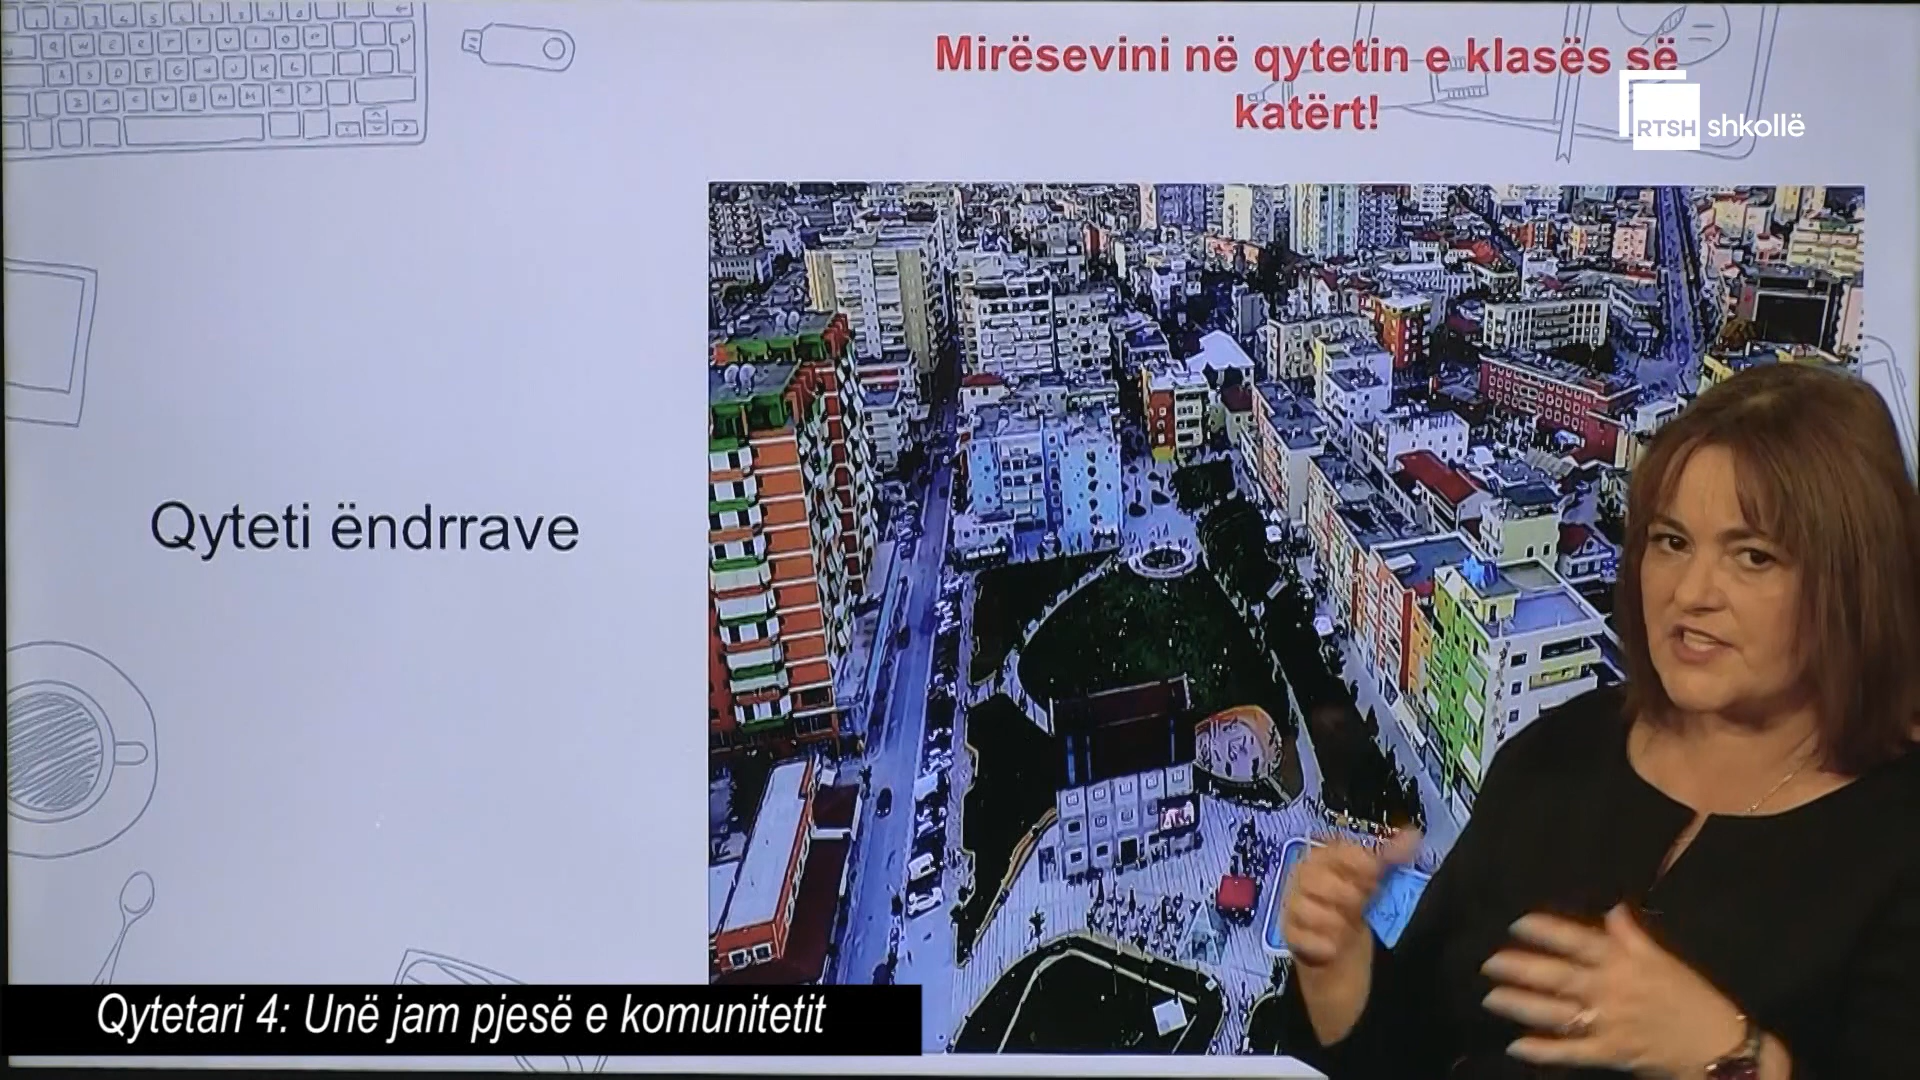 Mirësevini në qytetin e klasës së
katërt!
RTSH shkollë
Qyteti ëndrrave
Qytetari 4: Unë jam pjesë e komunitetit